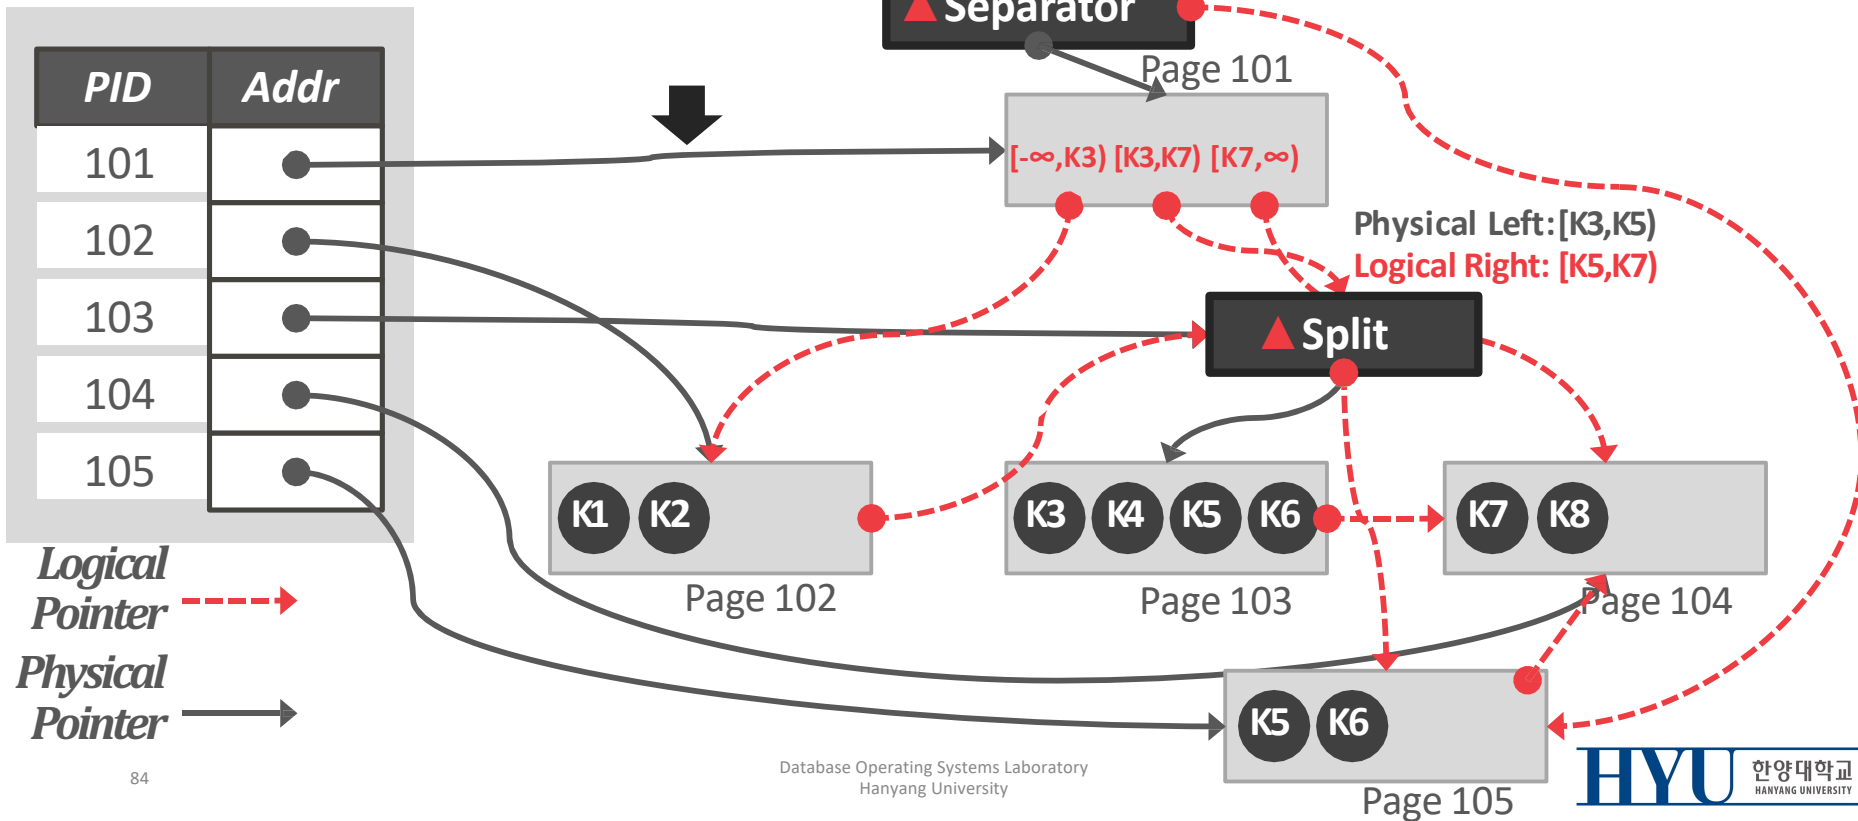 ▲Separator
Page 101
PID Addr
101
102
103
104
105
[-∞,K3) [K3,K7) [K7,∞)
Physical Left:[K3,K5)
Logical Right: [K5,K7)
▲Split
K1 K2
K3 K4 K5 K6
K7 K8
Page 102
Page 103
Page 104
Logical
Pointer
Physical
Pointer
K5 K6
Page 105
84
Database Operating Systems Laboratory
Hanyang University
HYU
한양대학교
HANYANG UNIVERSITY